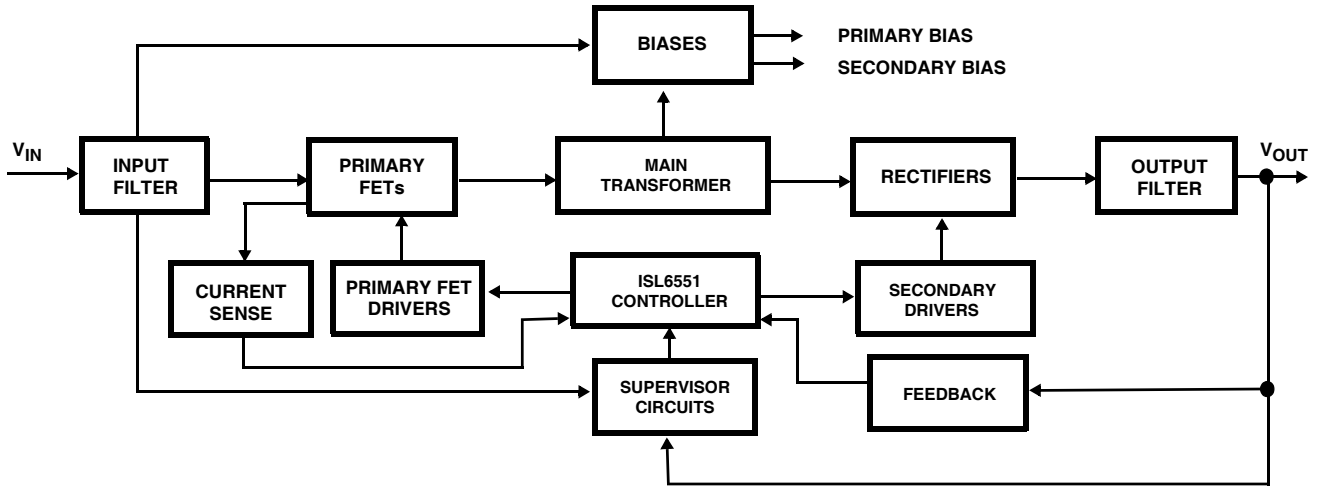 BIASES
PRIMARY BIAS
SECONDARY BIAS
VIN
INPUT
FILTER
PRIMARY
FETs
MAIN
TRANSFORMER
RECTIFIERS
OUTPUT
FILTER
VOUT
CURRENT
SENSE
PRIMARY FET
DRIVERS
ISL6551
CONTROLLER
SECONDARY
DRIVERS
SUPERVISOR
CIRCUITS
FEEDBACK